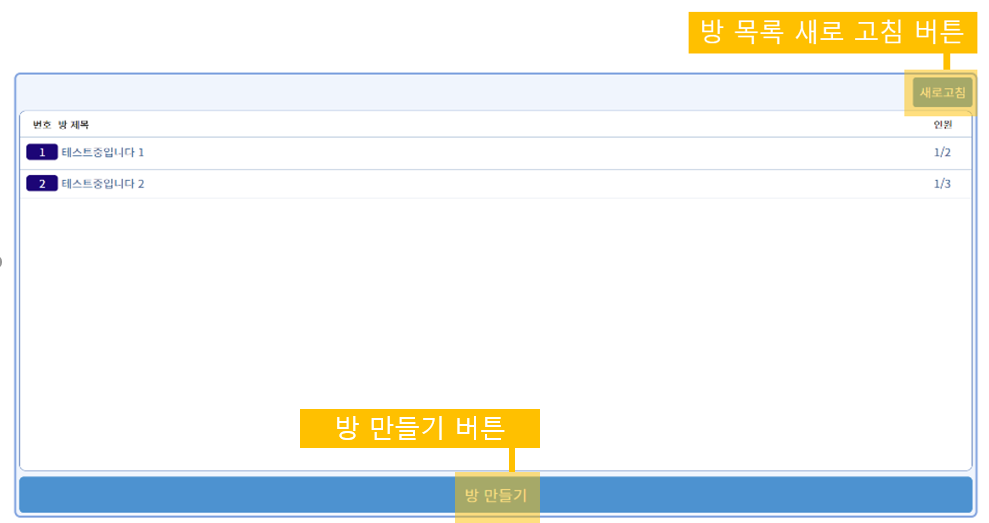 방 목록 새로 고침 버튼
새로고침
번호 방 제목 인원
1 테스트중입니다 1 1/2
2 테스트중입니다 2 1/3
방 만들기 버튼
방 만들기